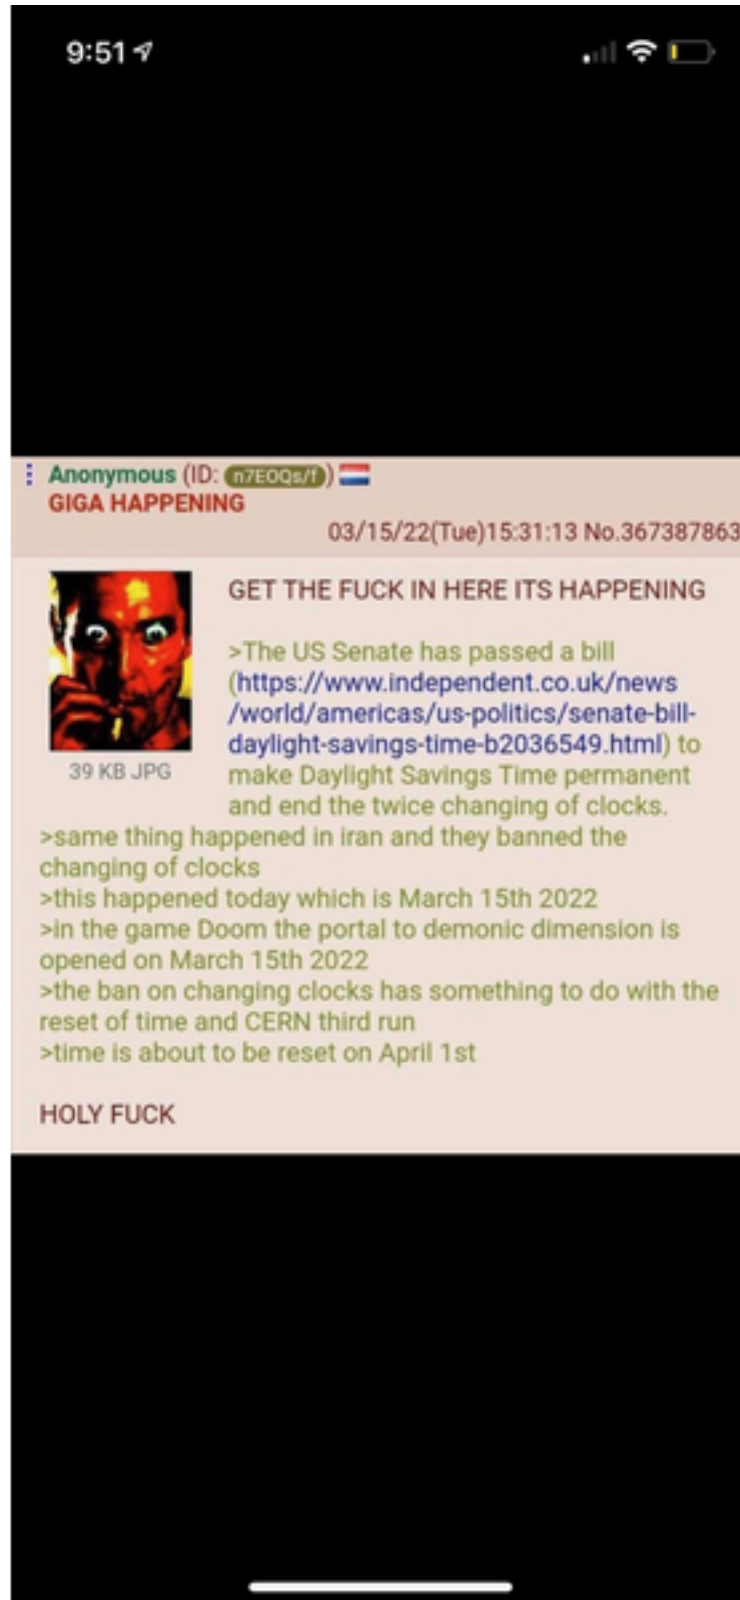 9:51
Anonymous (ID: n7EOQs/f)
GIGA HAPPENING
03/15/22(Tue)15:31:13 No.367387863
GET THE FUCK IN HERE ITS HAPPENING
>The US Senate has passed a bill
(https://www.independent.co.uk/news
/world/americas/us-politics/senate-bill-
daylight-savings-time-b2036549.html) to
39 KB JPG
make Daylight Savings Time permanent
and end the twice changing of clocks.
>same thing happened in iran and they banned the
changing of clocks
>this happened today which is March 15th 2022
>in the game Doom the portal to demonic dimension is
opened on March 15th 2022
>the ban on changing clocks has something to do with the
reset of time and CERN third run
>time is about to be reset on April 1st
HOLY FUCK